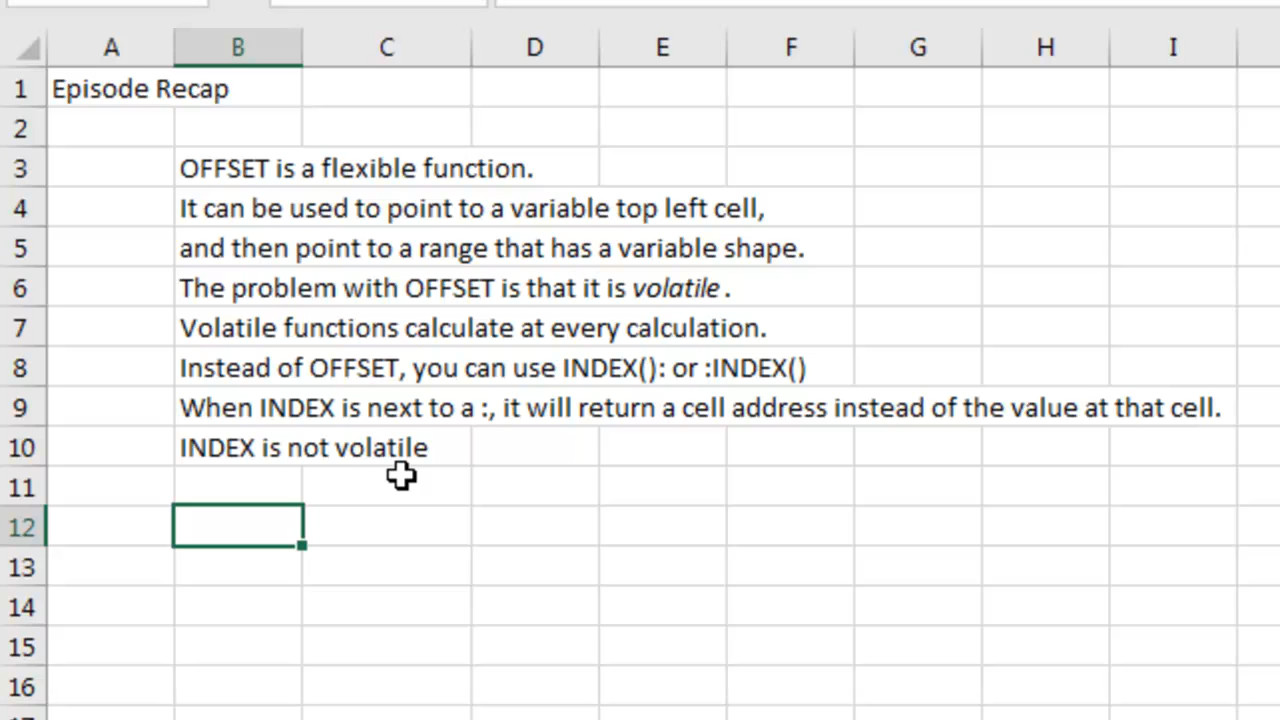 A B C D E F G H I
1 Episode Recap
2
3 OFFSET is a flexible function.
4 It can be used to point to a variable top left cell,
5 and then point to a range that has a variable shape.
6 The problem with OFFSET is that it is volatile.
7 Volatile functions calculate at every calculation.
8 Instead of OFFSET, you can use INDEX(): or :INDEX()
9 When INDEX is next to a :, it will return a cell address instead of the value at that cell.
10 INDEX is not volatile
11
12
13
14
15
16